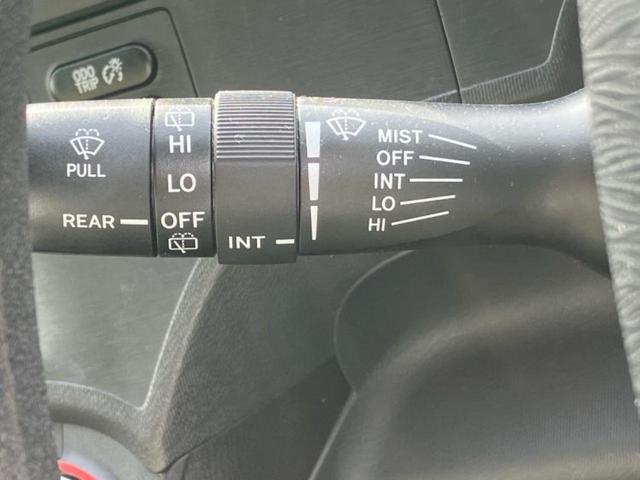 ODO
TRIP
PULL
REAR
HI
LO
OFF
INT
MIST
OFF
INT
LO
HI